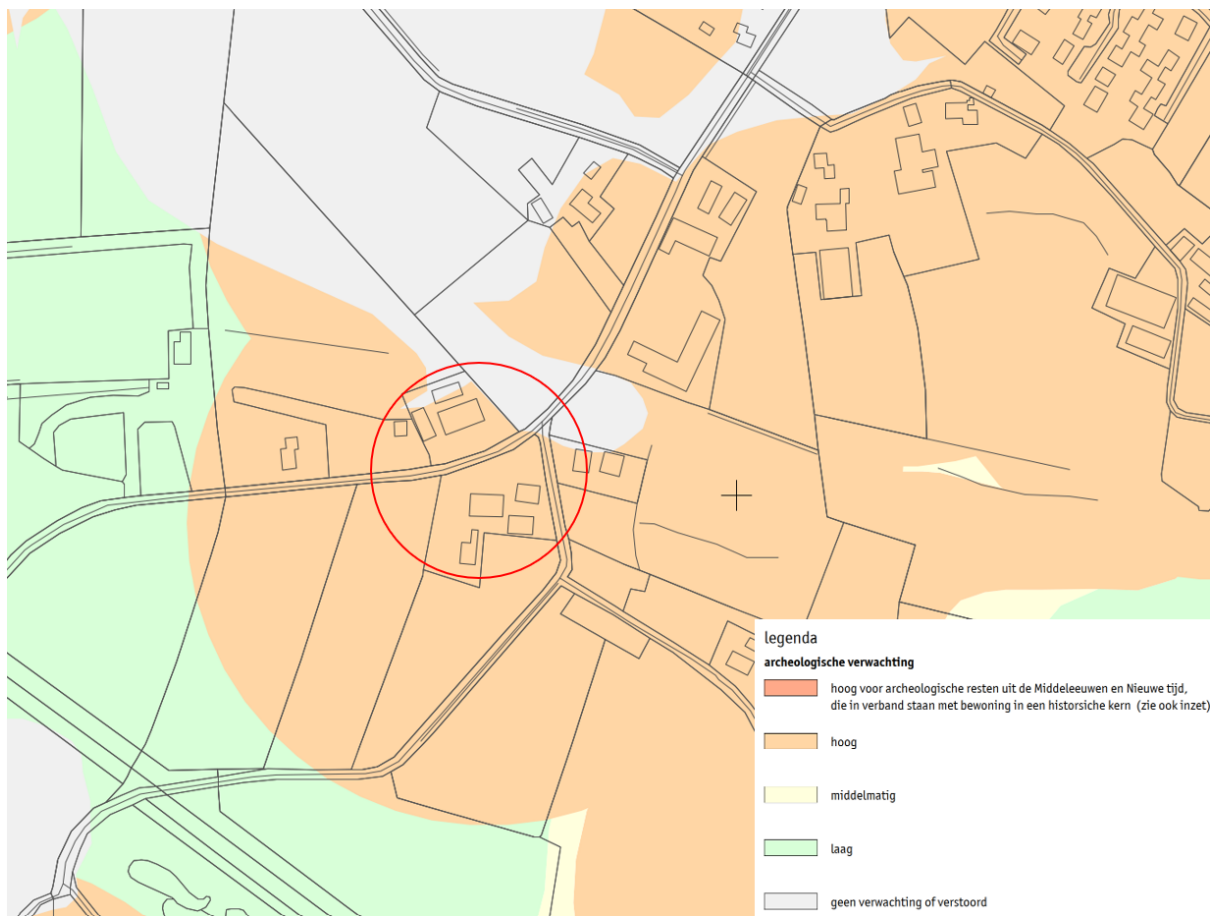 legenda
archeologische verwachting
hoog voor archeologische resten uit de Middeleeuwen en Nieuwe tijd,
die in verband staan met bewoning in een historsiche kern (zie ook inzet)
hoog
middelmatig
laag
geen verwachting of verstoord